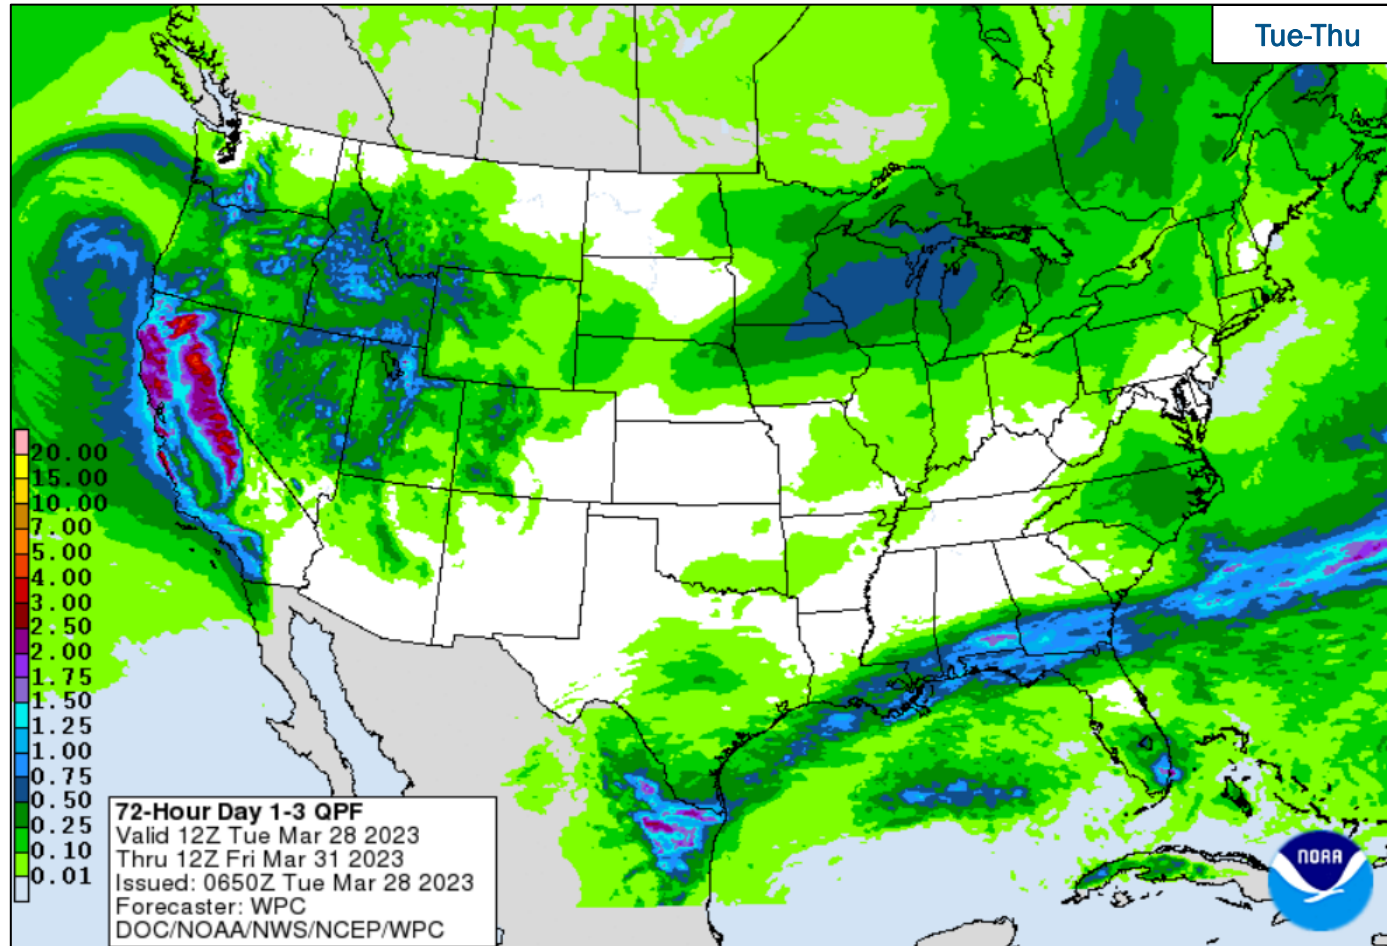 Tue-Thu
20.00
15.00
10.00
7.00
5.00
4.00
3.00
2.50
2.00
1.75
1.50
1.25
1.00
0.75
0.50
0.25
0.10
0.01
72-Hour Day 1-3 QPF
Valid 12Z Tue Mar 28 2023
Thru 12Z Fri Mar 31 2023
Issued: 0650Z Tue Mar 28 2023
Forecaster: WPC
DOC/NOAA/NWS/NCEP/WPC
NOAA